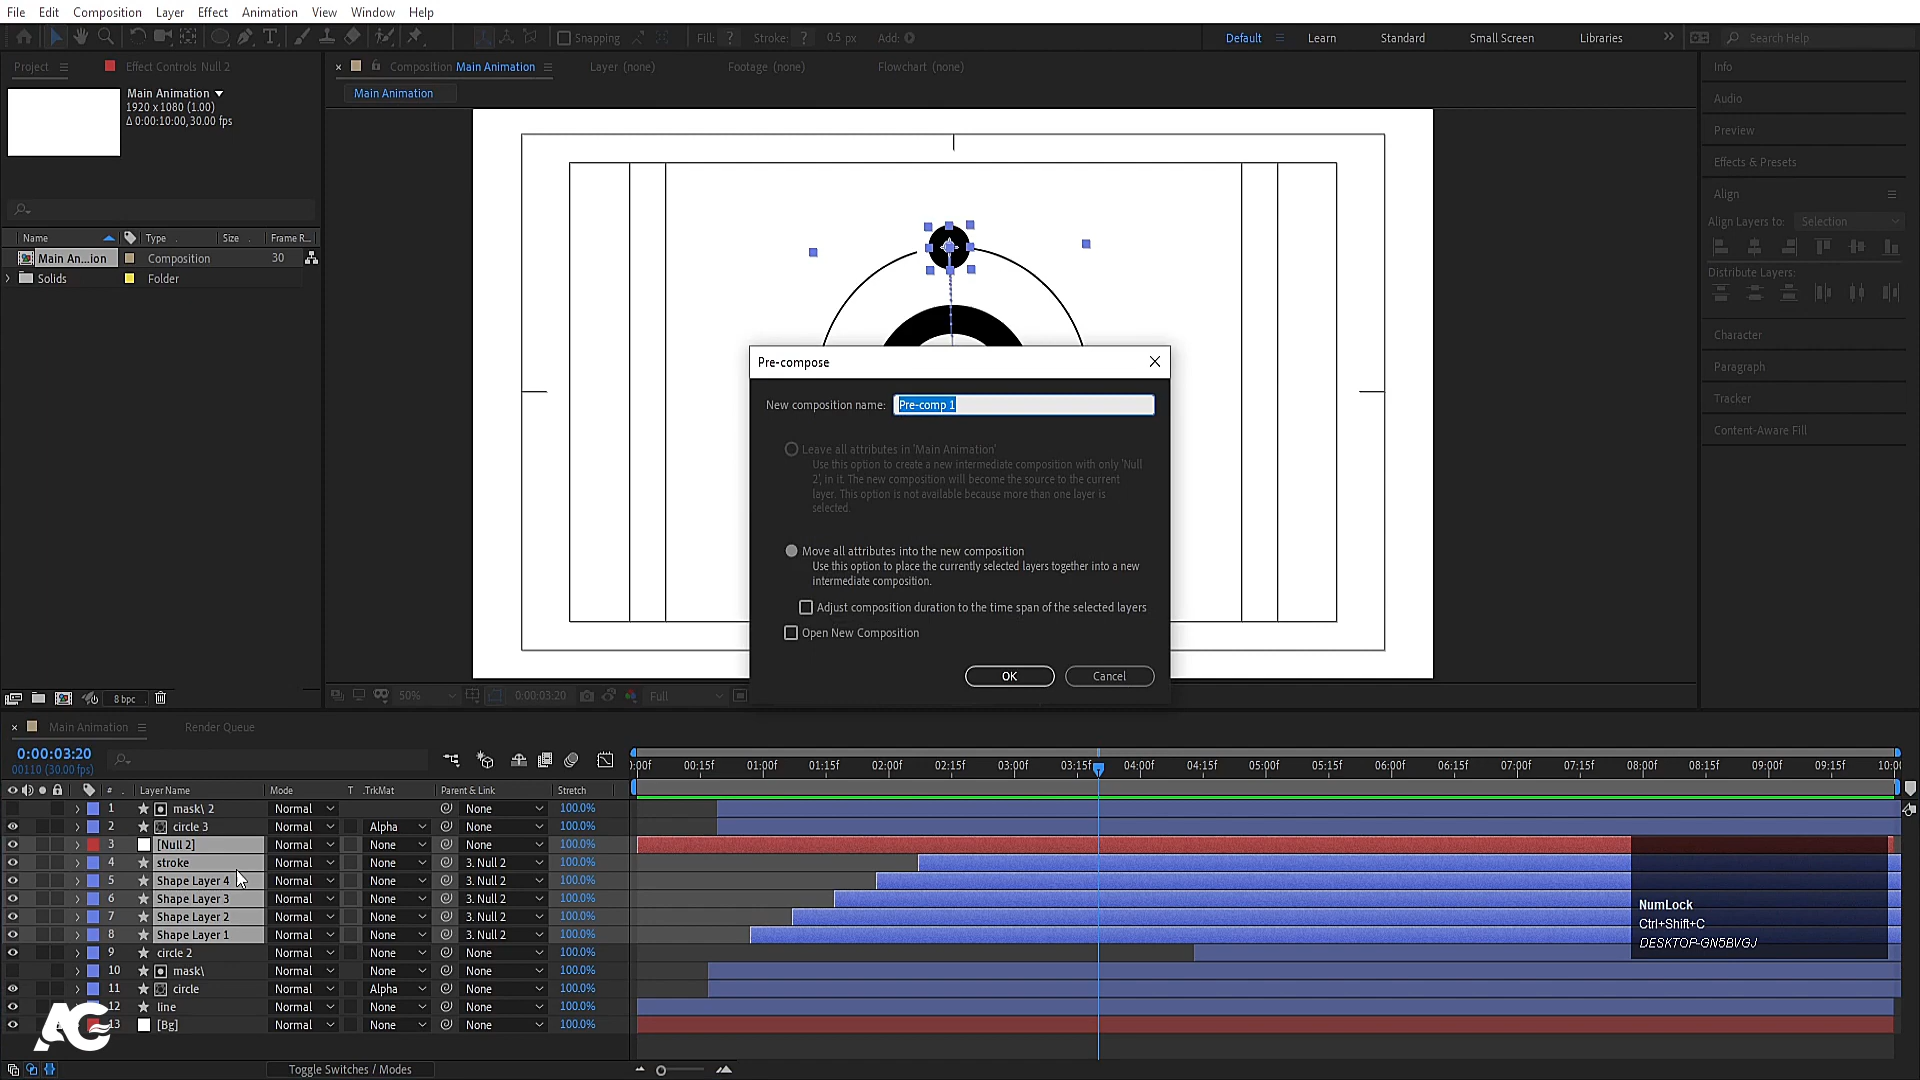 File Edit Composition Layer Effect Animation View Window Help
Snapping Fill: ? Stroke: ? 0.5 px Add: Default Learn Standard Small Screen Libraries Search Help
Project Effect Controls Null 2 Composition Main Animation Layer (none) Footage (none) Flowchart (none) Info
Main Animation
1920 x 1080 (1.00)
Δ 0:00:10:00, 30.00 fps
Main Animation
Audio
Preview
Effects & Presets
Align
Align Layers to: Selection
Distribute Layers:
Character
Paragraph
Tracker
Content-Aware Fill
Name Type Size Frame R...
Main An...ion Composition 30
Solids Folder
Pre-compose
New composition name: Pre-comp 1
Leave all attributes in 'Main Animation'
Use this option to create a new intermediate composition with only 'Null
2', in it. The new composition will become the source to the current
layer. This option is not available because more than one layer is
selected.
Move all attributes into the new composition
Use this option to place the currently selected layers together into a new
intermediate composition.
Adjust composition duration to the time span of the selected layers
Open New Composition
OK Cancel
8 bpc 50% 0:00:03:20 Full
Main Animation Render Queue
0:00:03:20
00110 (30.00 fps)
:00f 00:15f 01:00f 01:15f 02:00f 02:15f 03:00f 03:15f 04:00f 04:15f 05:00f 05:15f 06:00f 06:15f 07:00f 07:15f 08:00f 08:15f 09:00f 09:15f 10:00
# Layer Name Mode T .TrkMat Parent & Link Stretch
1 mask\ 2 Normal None 100.0%
2 circle 3 Normal Alpha None 100.0%
3 [Null 2] Normal None None 100.0%
4 stroke Normal None 3. Null 2 100.0%
5 Shape Layer 4 Normal None 3. Null 2 100.0%
6 Shape Layer 3 Normal None 3. Null 2 100.0%
7 Shape Layer 2 Normal None 3. Null 2 100.0%
8 Shape Layer 1 Normal None 3. Null 2 100.0%
9 circle 2 Normal None None 100.0%
10 mask\ Normal None None 100.0%
11 circle Normal Alpha None 100.0%
12 line Normal None None 100.0%
13 [Bg] Normal None None 100.0%
NumLock
Ctrl+Shift+C
DESKTOP-GN5BVGJ
AG
Toggle Switches / Modes